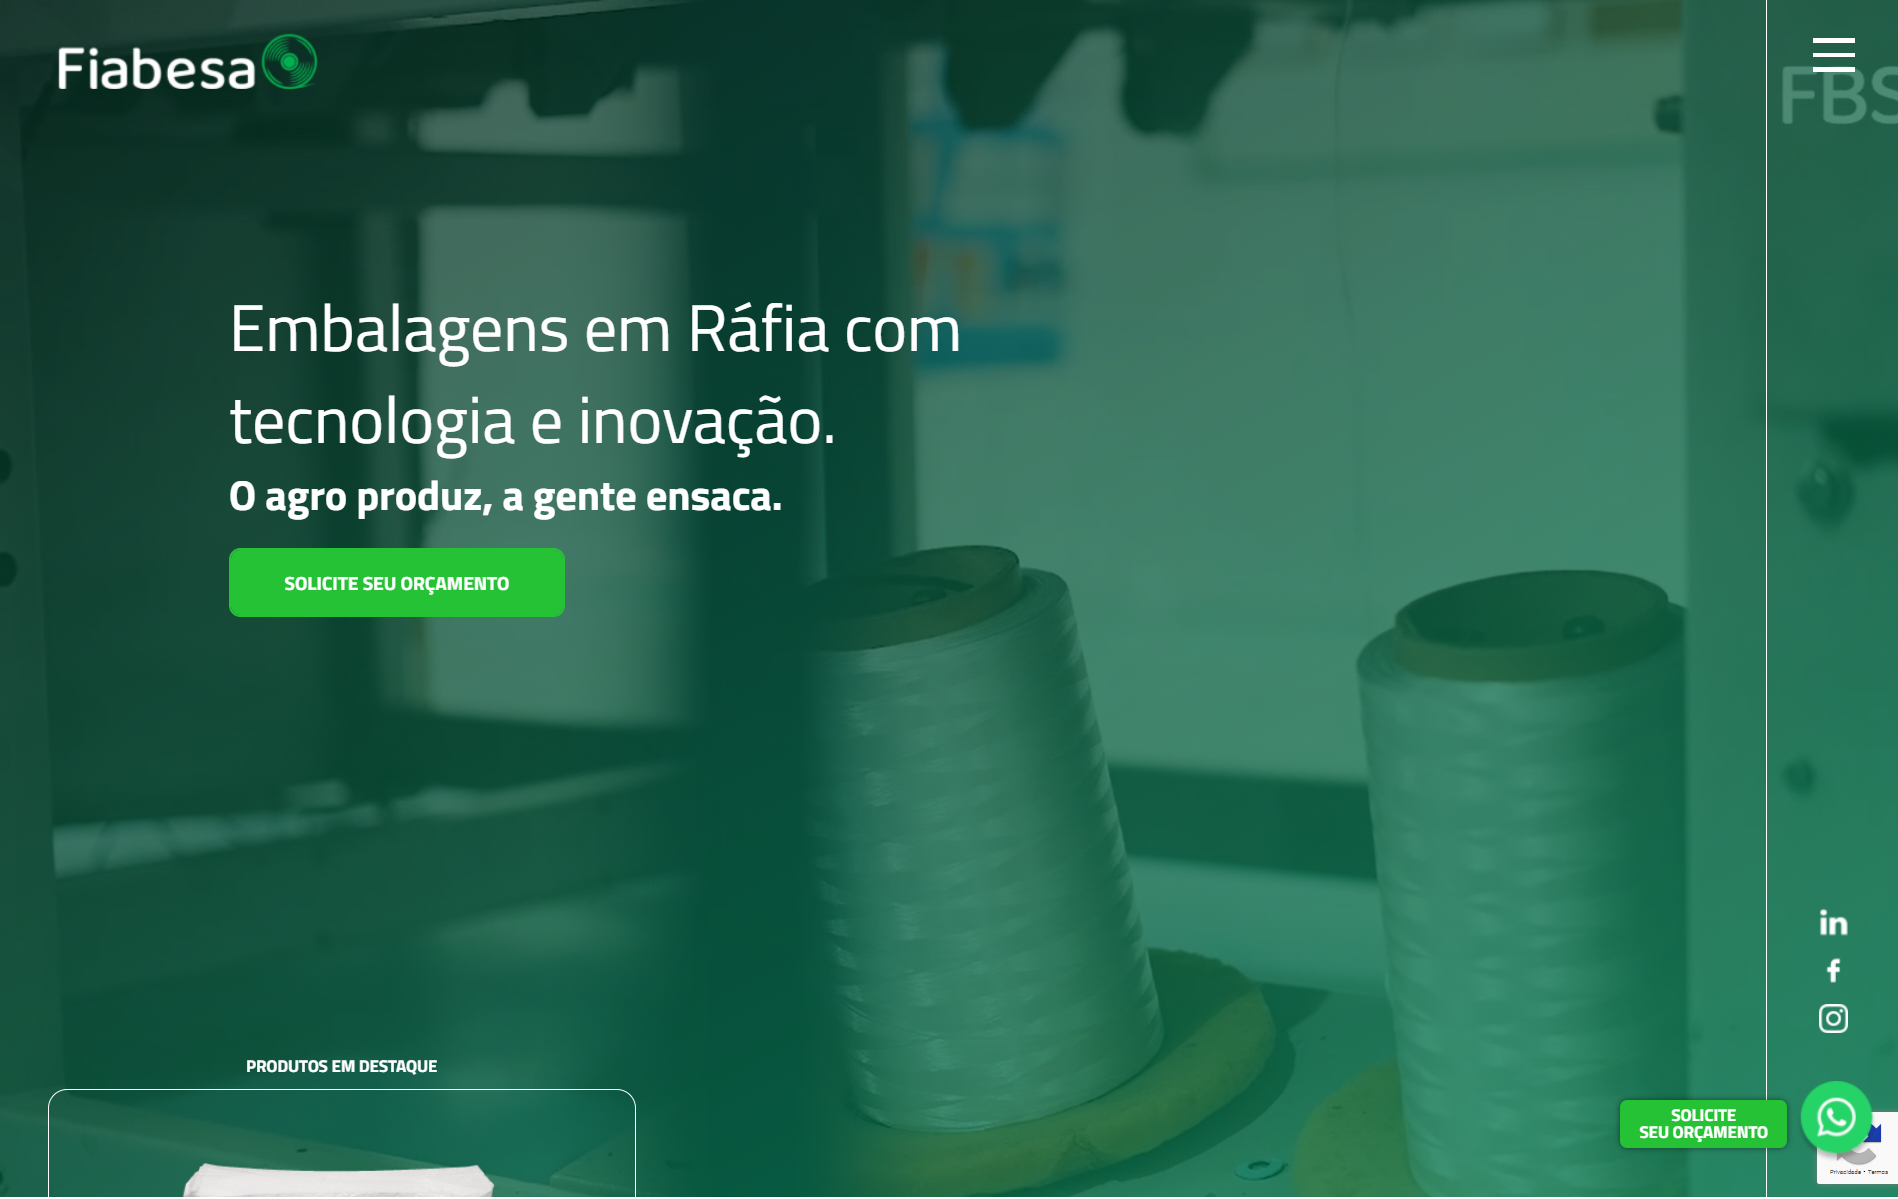 Fiabesa
FBS
Embalagens em Ráfia com
tecnologia e inovação.
O agro produz, a gente ensaca.
SOLICITE SEU ORÇAMENTO
PRODUTOS EM DESTAQUE
SOLICITE
SEU ORÇAMENTO
Privacidade • Termos